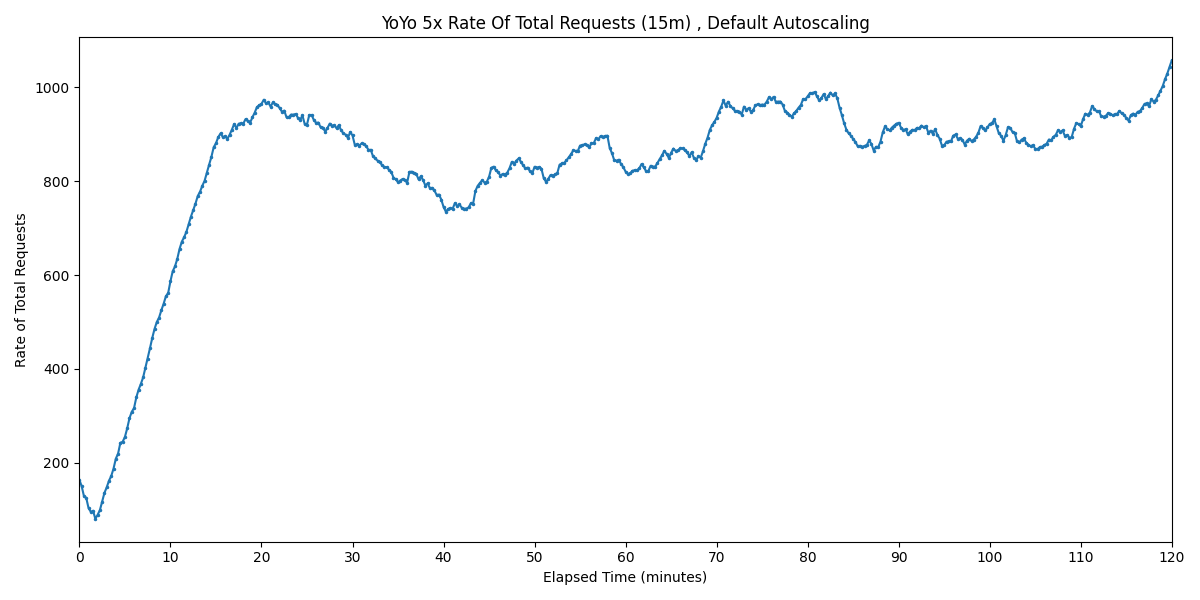 YoYo 5x Rate Of Total Requests (15m) , Default Autoscaling
1000
800
600
400
200
Rate of Total Requests
0 10 20 30 40 50 60 70 80 90 100 110 120
Elapsed Time (minutes)